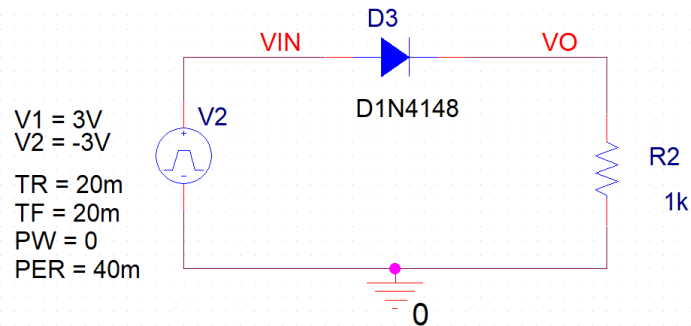 D3
VIN
VO
D1N4148
V1 = 3V
V2 = -3V
TR = 20m
TF = 20m
PW = 0
PER = 40m
V2
+
-
R2
1k
0